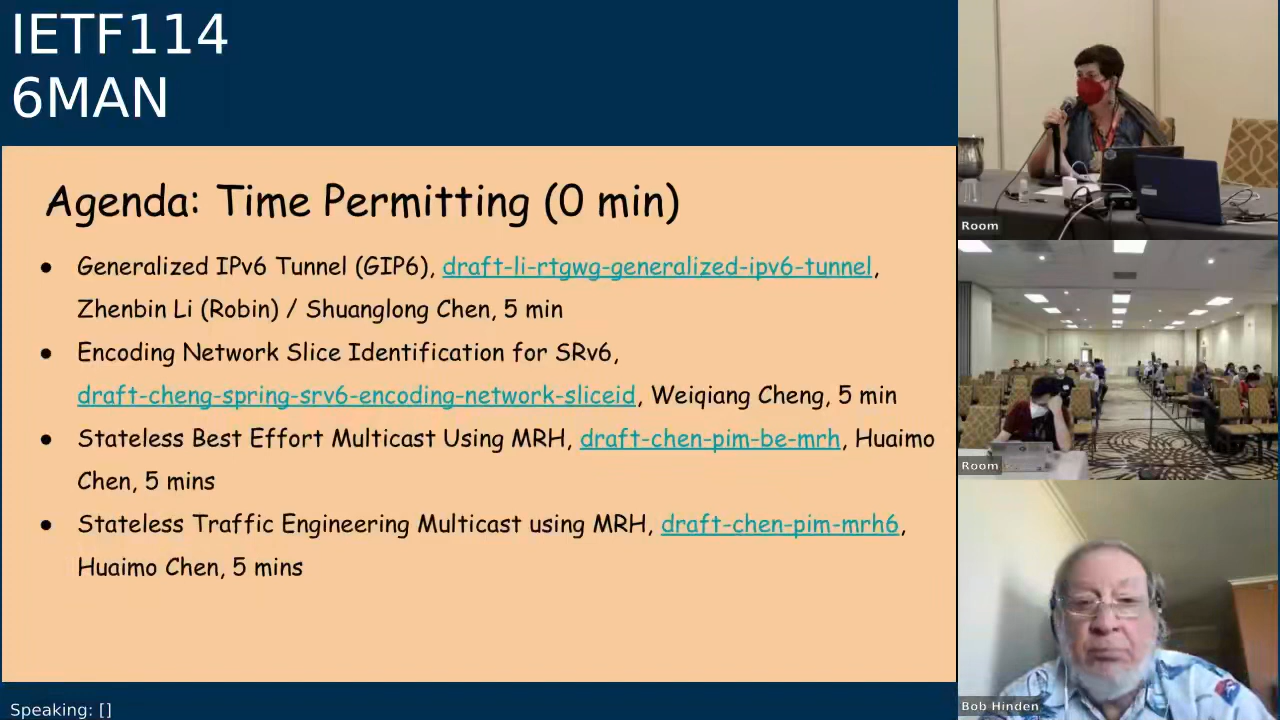 IETF114
6MAN
Agenda: Time Permitting (0 min)
● Generalized IPv6 Tunnel (GIP6), draft-li-rtgwg-generalized-ipv6-tunnel,
Zhenbin Li (Robin) / Shuanglong Chen, 5 min
● Encoding Network Slice Identification for SRv6,
draft-cheng-spring-srv6-encoding-network-sliceid, Weiqiang Cheng, 5 min
● Stateless Best Effort Multicast Using MRH, draft-chen-pim-be-mrh, Huaimo
Chen, 5 mins
● Stateless Traffic Engineering Multicast using MRH, draft-chen-pim-mrh6,
Huaimo Chen, 5 mins
Speaking: []
Room
Room
Bob Hinden